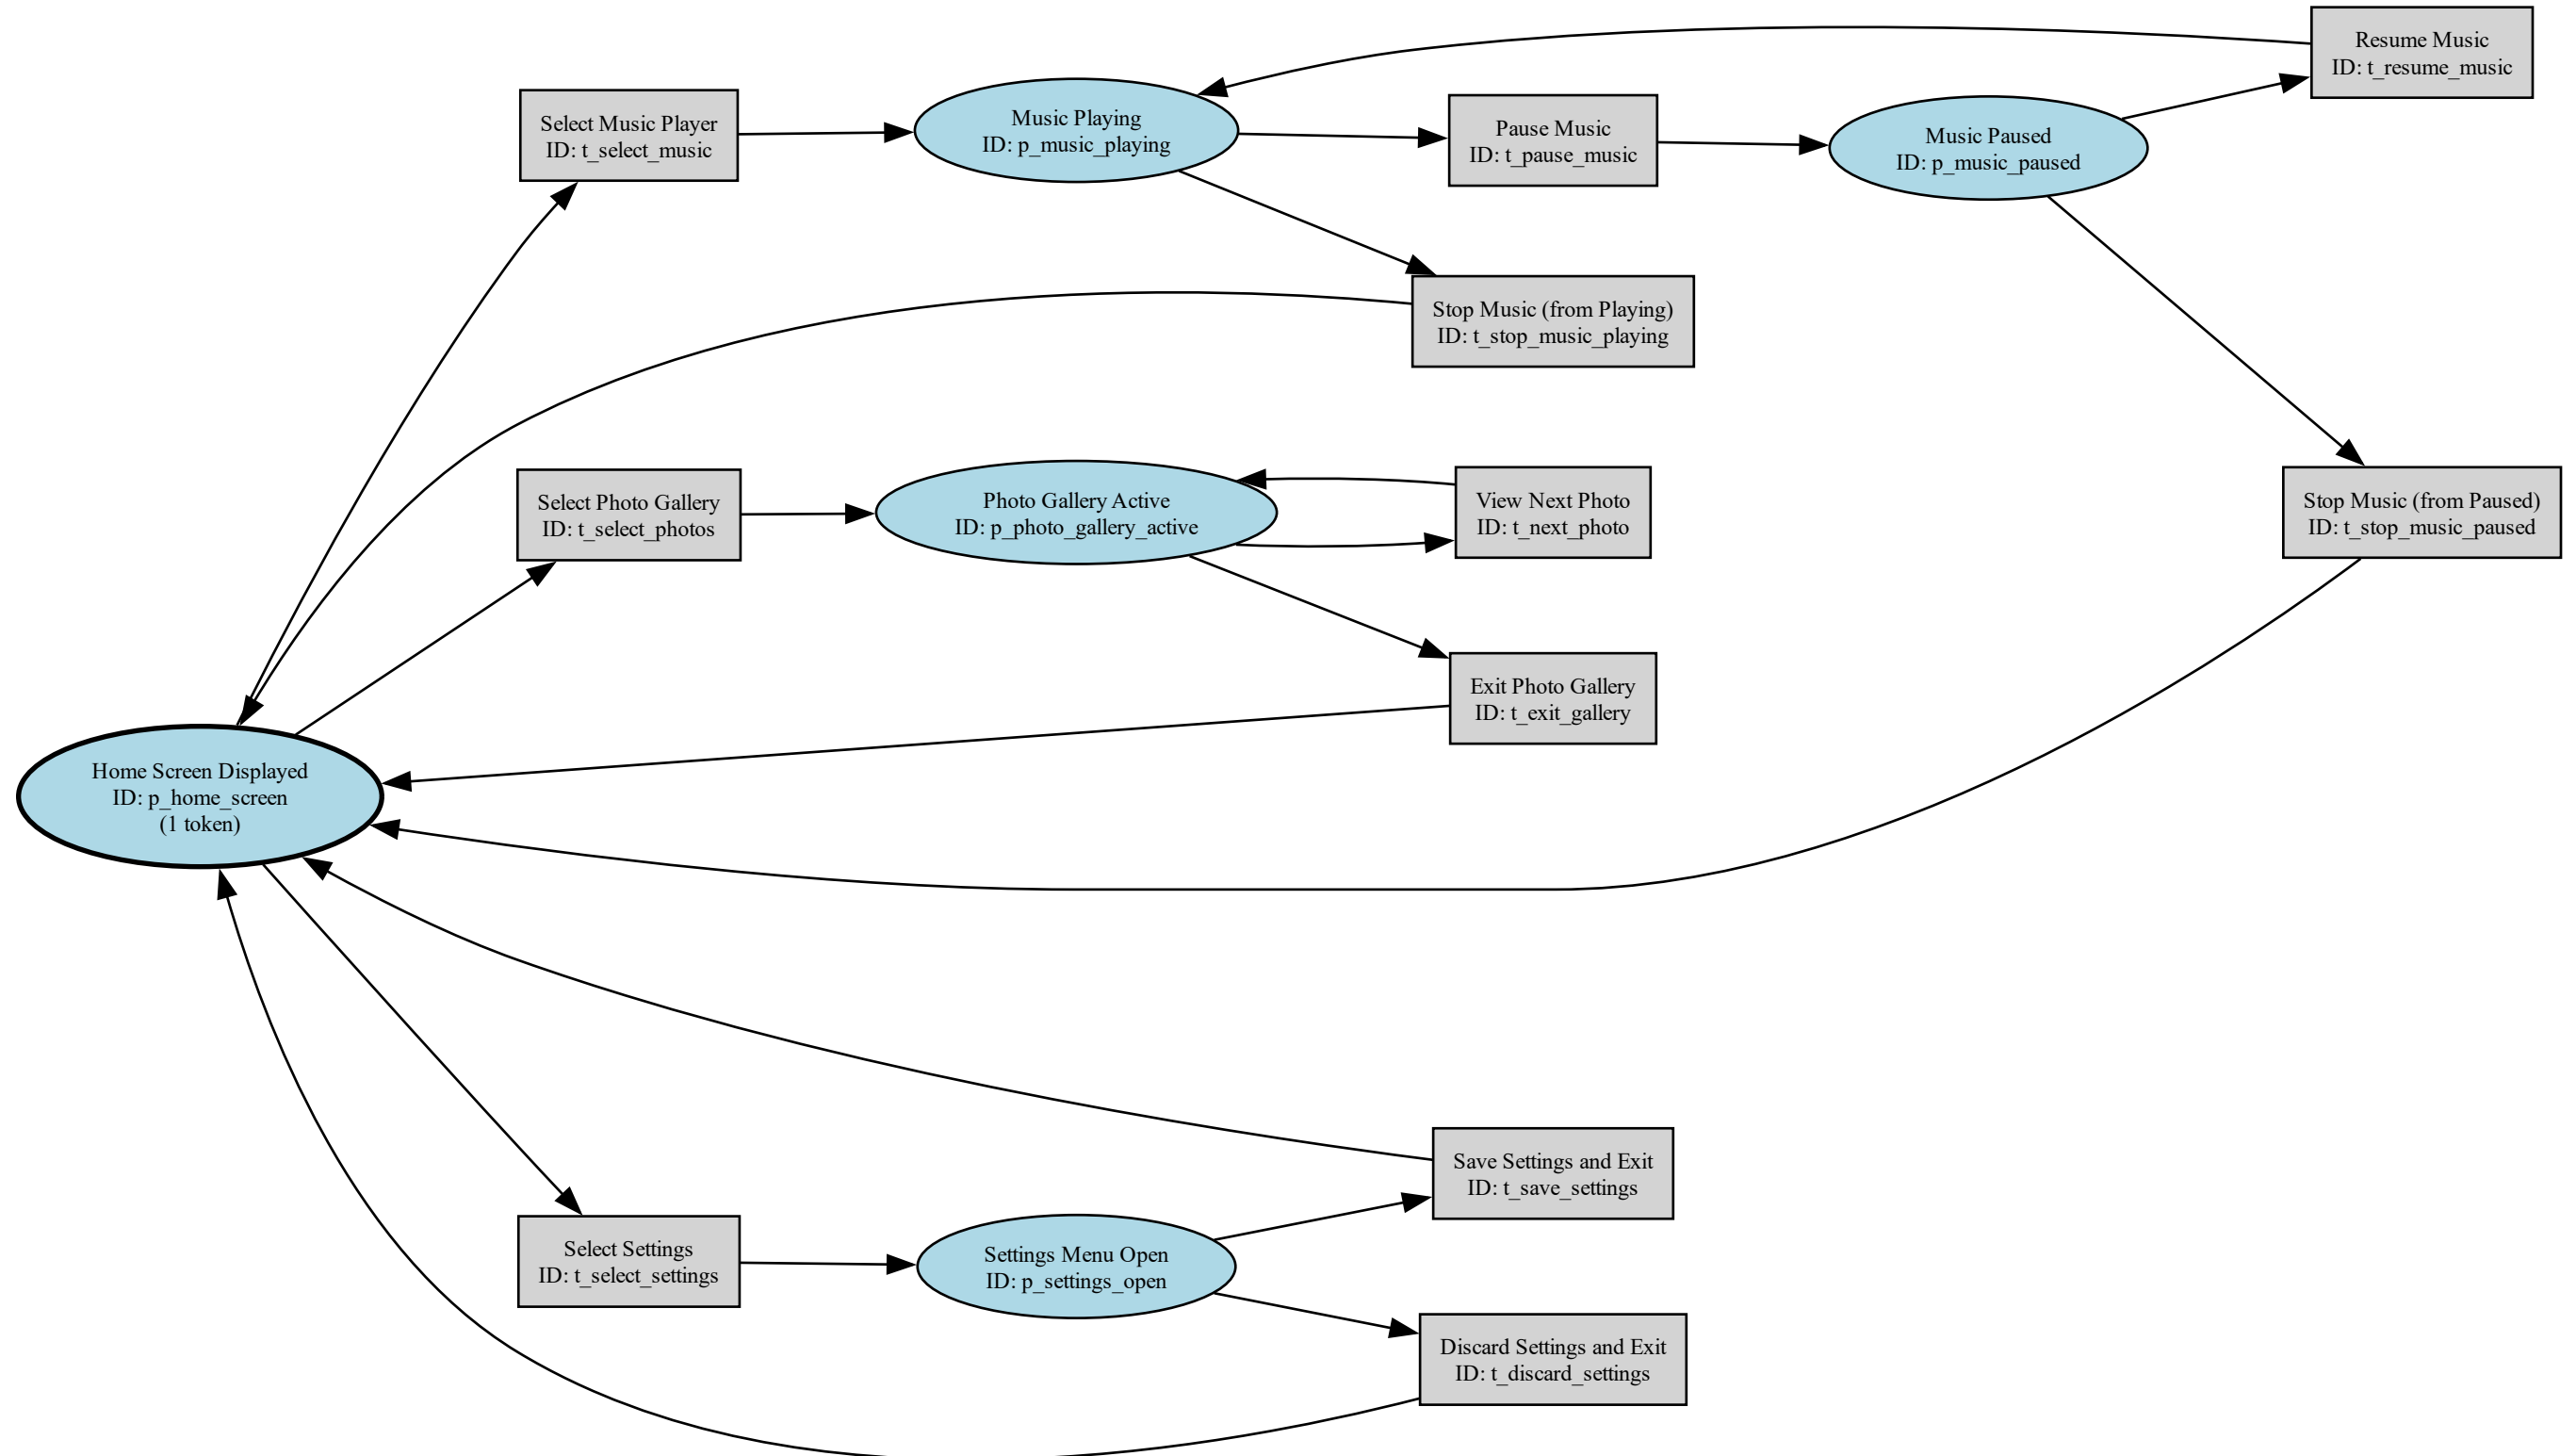 Resume Music
ID: t_resume_music
Select Music Player
ID: t_select_music
Music Playing
ID: p_music_playing
Pause Music
ID: t_pause_music
Music Paused
ID: p_music_paused
Stop Music (from Playing)
ID: t_stop_music_playing
Select Photo Gallery
ID: t_select_photos
Photo Gallery Active
ID: p_photo_gallery_active
View Next Photo
ID: t_next_photo
Stop Music (from Paused)
ID: t_stop_music_paused
Exit Photo Gallery
ID: t_exit_gallery
Home Screen Displayed
ID: p_home_screen
(1 token)
Save Settings and Exit
ID: t_save_settings
Select Settings
ID: t_select_settings
Settings Menu Open
ID: p_settings_open
Discard Settings and Exit
ID: t_discard_settings